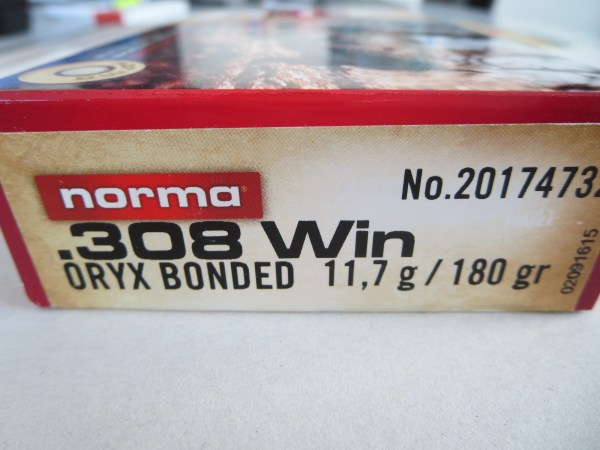 norma
No.2017473
.308 Win
ORYX BONDED 11,7 g / 180 gr
02091615